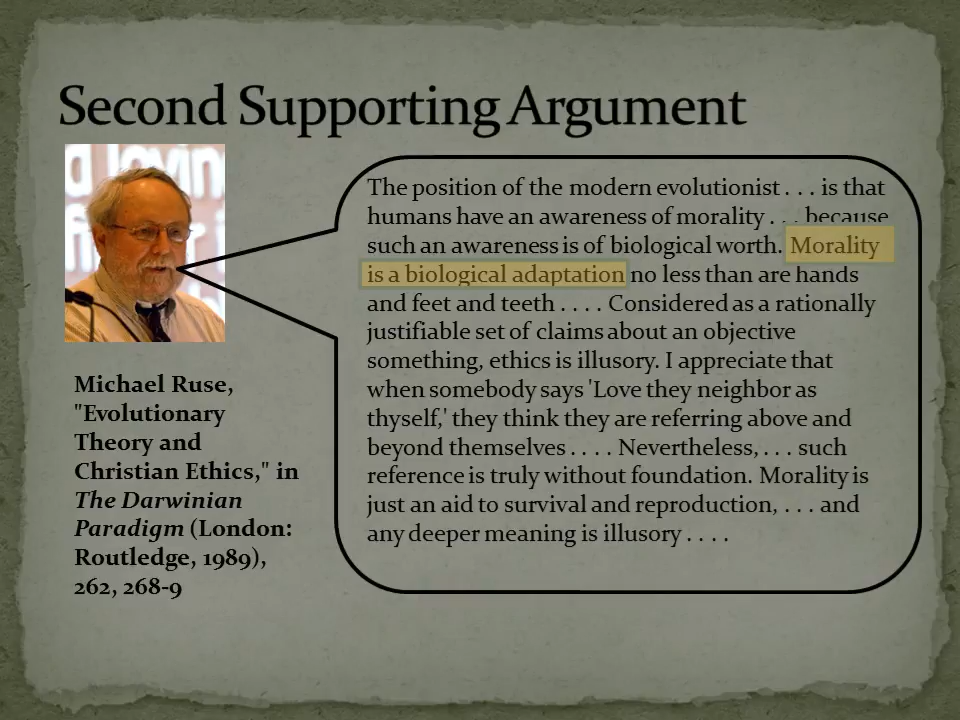 Second Supporting Argument
The position of the modern evolutionist . . . is that
humans have an awareness of morality . . . because
such an awareness is of biological worth. Morality
is a biological adaptation no less than are hands
and feet and teeth . . . . Considered as a rationally
justifiable set of claims about an objective
something, ethics is illusory. I appreciate that
when somebody says 'Love they neighbor as
thyself,' they think they are referring above and
beyond themselves . . . . Nevertheless, . . . such
reference is truly without foundation. Morality is
just an aid to survival and reproduction, . . . and
any deeper meaning is illusory . . . .
Michael Ruse,
"Evolutionary
Theory and
Christian Ethics," in
The Darwinian
Paradigm (London:
Routledge, 1989),
262, 268-9